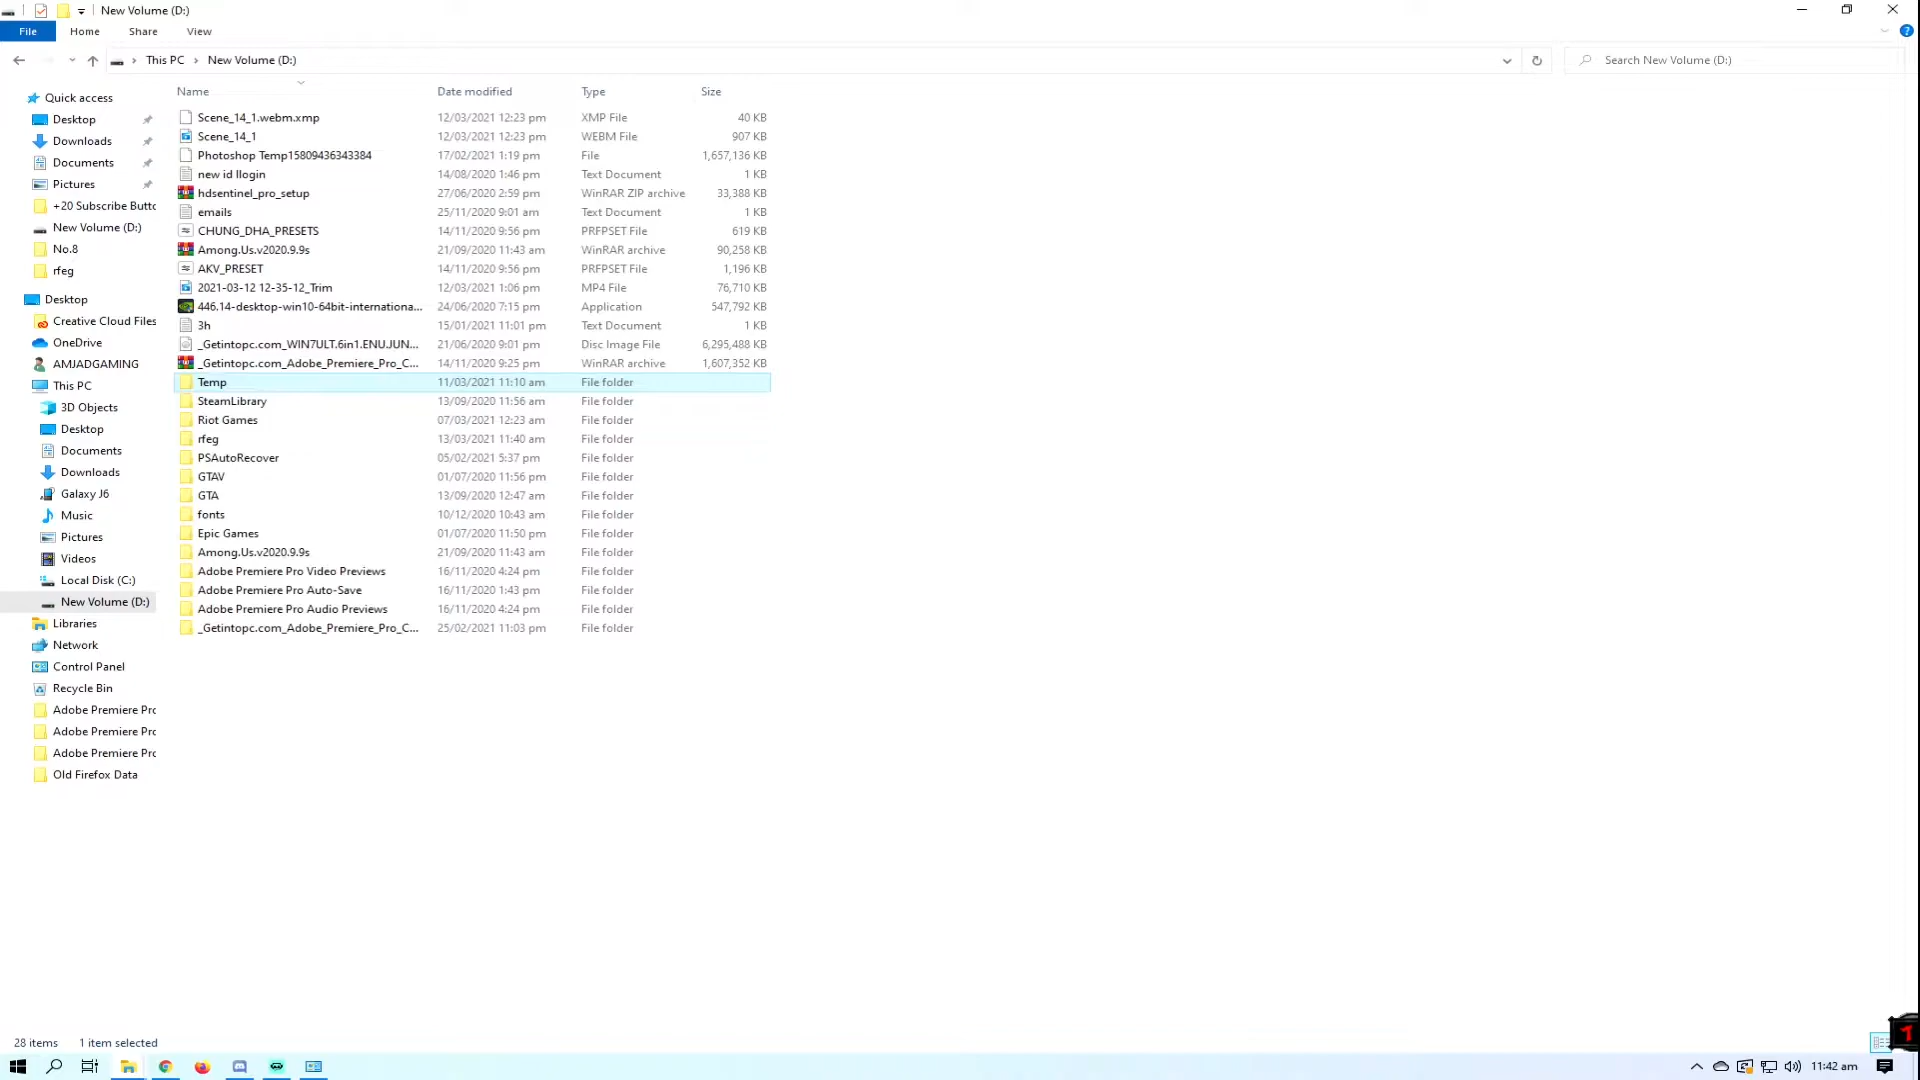 New Volume (D:)
File Home Share View
This PC New Volume (D:) Search New Volume (D:)
Name Date modified Type Size
Quick access
Desktop
Downloads
Documents
Pictures
+20 Subscribe Butto
New Volume (D:)
No.8
rfeg
Desktop
Creative Cloud Files
OneDrive
AMJADGAMING
This PC
3D Objects
Desktop
Documents
Downloads
Galaxy J6
Music
Pictures
Videos
Local Disk (C:)
New Volume (D:)
Libraries
Network
Control Panel
Recycle Bin
Adobe Premiere Prc
Adobe Premiere Prc
Adobe Premiere Prc
Old Firefox Data
Scene_14_1.webm.xmp 12/03/2021 12:23 pm XMP File 40 KB
Scene_14_1 12/03/2021 12:23 pm WEBM File 907 KB
Photoshop Temp15809436343384 17/02/2021 1:19 pm File 1,657,136 KB
new id llogin 14/08/2020 1:46 pm Text Document 1 KB
hdsentinel_pro_setup 27/06/2020 2:59 pm WinRAR ZIP archive 33,388 KB
emails 25/11/2020 9:01 am Text Document 1 KB
CHUNG_DHA_PRESETS 14/11/2020 9:56 pm PRFPSET File 619 KB
Among.Us.v2020.9.9s 21/09/2020 11:43 am WinRAR archive 90,258 KB
AKV_PRESET 14/11/2020 9:56 pm PRFPSET File 1,196 KB
2021-03-12 12-35-12_Trim 12/03/2021 1:06 pm MP4 File 76,710 KB
446.14-desktop-win10-64bit-internationa... 24/06/2020 7:15 pm Application 547,792 KB
3h 15/01/2021 11:01 pm Text Document 1 KB
_Getintopc.com_WIN7ULT.6in1.ENU.JUN... 21/06/2020 9:01 pm Disc Image File 6,295,488 KB
_Getintopc.com_Adobe_Premiere_Pro_C... 14/11/2020 9:25 pm WinRAR archive 1,607,352 KB
Temp 11/03/2021 11:10 am File folder
SteamLibrary 13/09/2020 11:56 am File folder
Riot Games 07/03/2021 12:23 am File folder
rfeg 13/03/2021 11:40 am File folder
PSAutoRecover 05/02/2021 5:37 pm File folder
GTAV 01/07/2020 11:56 pm File folder
GTA 13/09/2020 12:47 am File folder
fonts 10/12/2020 10:43 am File folder
Epic Games 01/07/2020 11:50 pm File folder
Among.Us.v2020.9.9s 21/09/2020 11:43 am File folder
Adobe Premiere Pro Video Previews 16/11/2020 4:24 pm File folder
Adobe Premiere Pro Auto-Save 16/11/2020 1:43 pm File folder
Adobe Premiere Pro Audio Previews 16/11/2020 4:24 pm File folder
_Getintopc.com_Adobe_Premiere_Pro_C... 25/02/2021 11:03 pm File folder
28 items 1 item selected
1
11:42 am